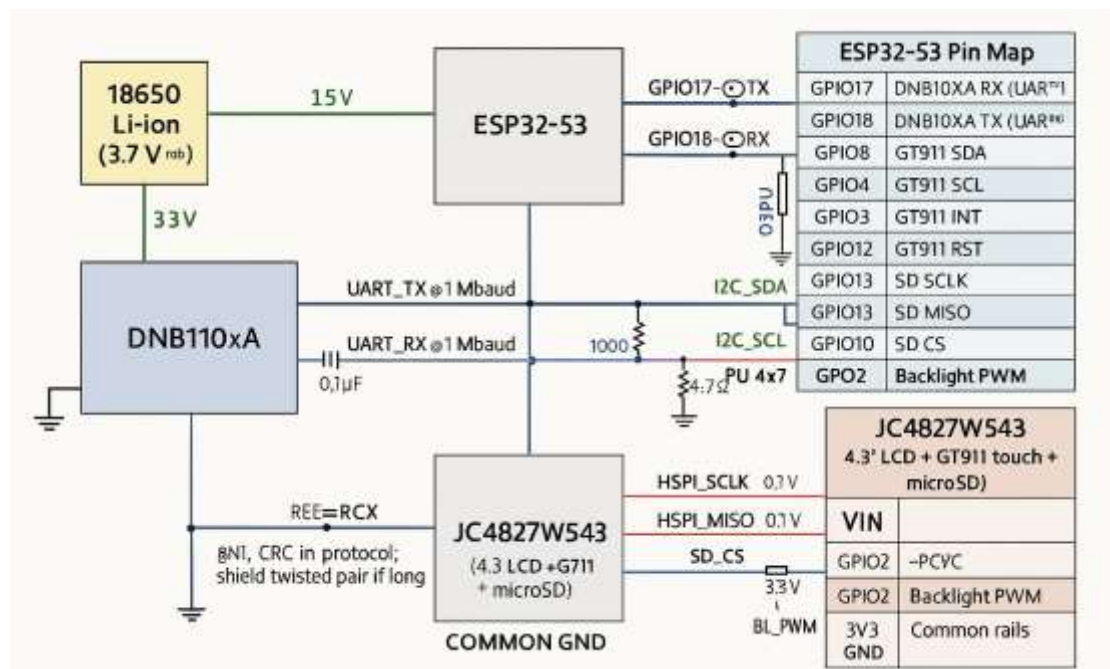 18650
Li-ion
(3.7 V
15V
33V
ESP32-53
GPIO17-
TX
GPIO18-
RX
DNB110xA
UART_TX @1 Mbaud
UART_RX @1 Mbaud
0,1µF
1000
I2C_SDA
I2C_SCL
PU 4x7
4.7Ω
REE=RCX
CRC in protocol;
shield twisted pair if long
JC4827W543
(4.3 LCD +G711
+ microSD)
COMMON GND
HSPI_SCLK 0,1V
HSPI_MISO 0.1V
SD_CS
3.3V
BL_PWM
ESP32-53 Pin Map
GPIO17 DNB10XA RX (UAR
GPIO18 DNB10XA TX (UAR
GPIO8 GT911 SDA
GPIO4 GT911 SCL
GPIO3 GT911 INT
GPIO12 GT911 RST
GPIO13 SD SCLK
GPIO13 SD MISO
GPIO10 SD CS
GPO2 Backlight PWM
JC4827W543
4.3' LCD + GT911 touch +
microSD)
VIN
GPIO2 –PCVC
GPIO2 Backlight PWM
3V3 Common rails
GND